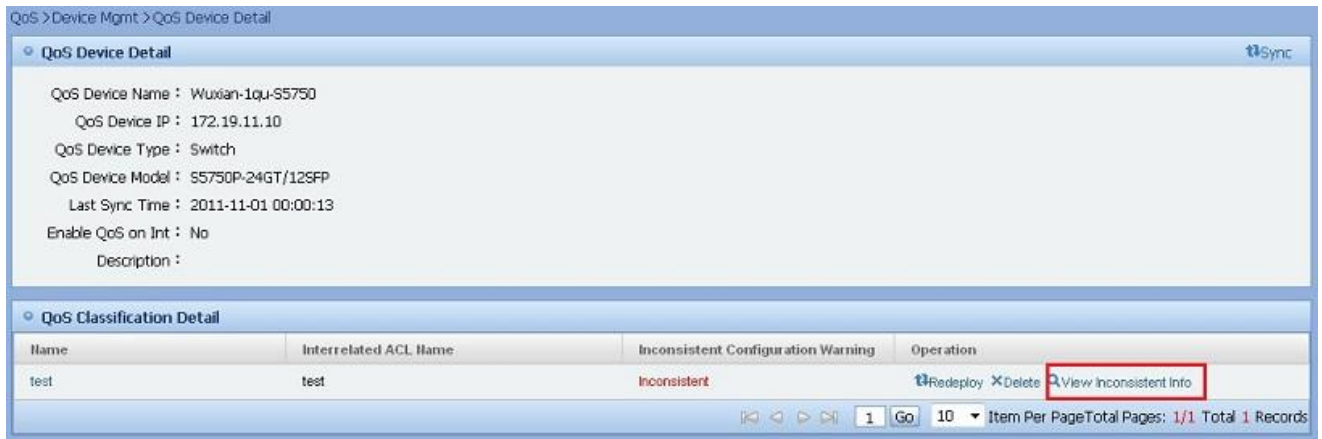 QoS >Device Mgmt >QoS Device Detail
QoS Device Detail
Sync
QoS Device Name : Wuxian-1qu-S5750
QoS Device IP : 172.19.11.10
QoS Device Type : Switch
QoS Device Model : S5750P-24GT/12SFP
Last Sync Time : 2011-11-01 00:00:13
Enable QoS on Int : No
Description :
QoS Classification Detail
Name Interrelated ACL Name Inconsistent Configuration Warning Operation
test test Inconsistent Redeploy Delete View Inconsistent Info
1 Go 10 Item Per PageTotal Pages: 1/1 Total 1 Records